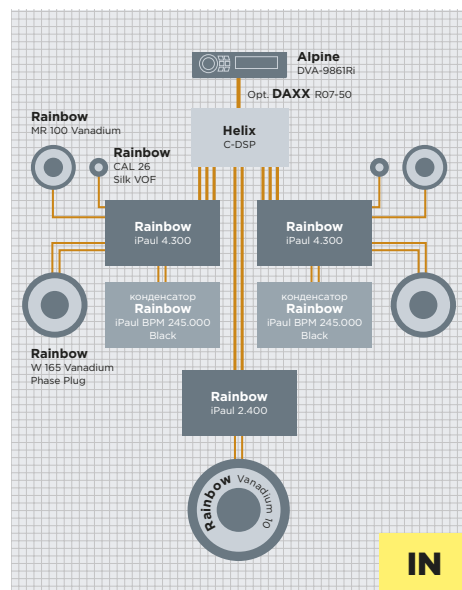 Alpine
DVA-9861Ri
Opt. DAXX R07-50
Rainbow
MR 100 Vanadium
Helix
C-DSP
Rainbow
CAL 26
Silk VOF
Rainbow
iPaul 4.300
Rainbow
iPaul 4.300
конденсатор
Rainbow
iPaul BPM 245.000
Black
конденсатор
Rainbow
iPaul BPM 245.000
Black
Rainbow
W 165 Vanadium
Phase Plug
Rainbow
iPaul 2.400
Rainbow Vanadium 10
IN